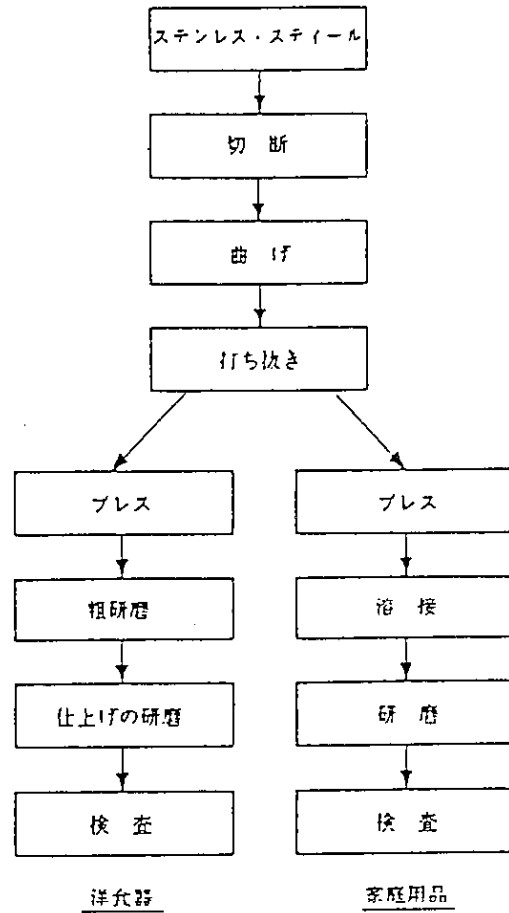 ステンレス・スティール
切断
曲げ
打ち抜き
プレス
粗研磨
仕上げの研磨
検査
洋食器
プレス
溶接
研磨
検査
家庭用品